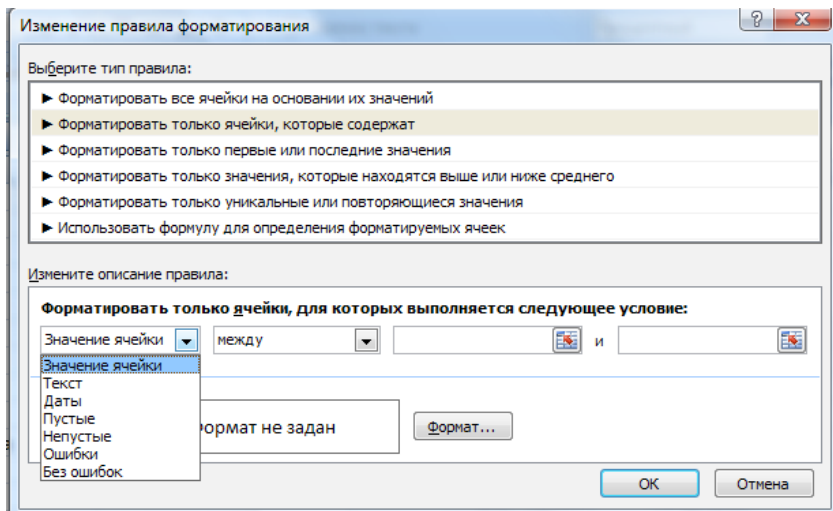 Изменение правила форматирования
Выберите тип правила:
► Форматировать все ячейки на основании их значений
► Форматировать только ячейки, которые содержат
► Форматировать только первые или последние значения
► Форматировать только значения, которые находятся выше или ниже среднего
► Форматировать только уникальные или повторяющиеся значения
► Использовать формулу для определения форматируемых ячеек
Измените описание правила:
Форматировать только ячейки, для которых выполняется следующее условие:
Значение ячейки между и
Значение ячейки
Текст
Даты
Пустые
Непустые
Ошибки
Без ошибок
формат не задан Формат...
ОК Отмена